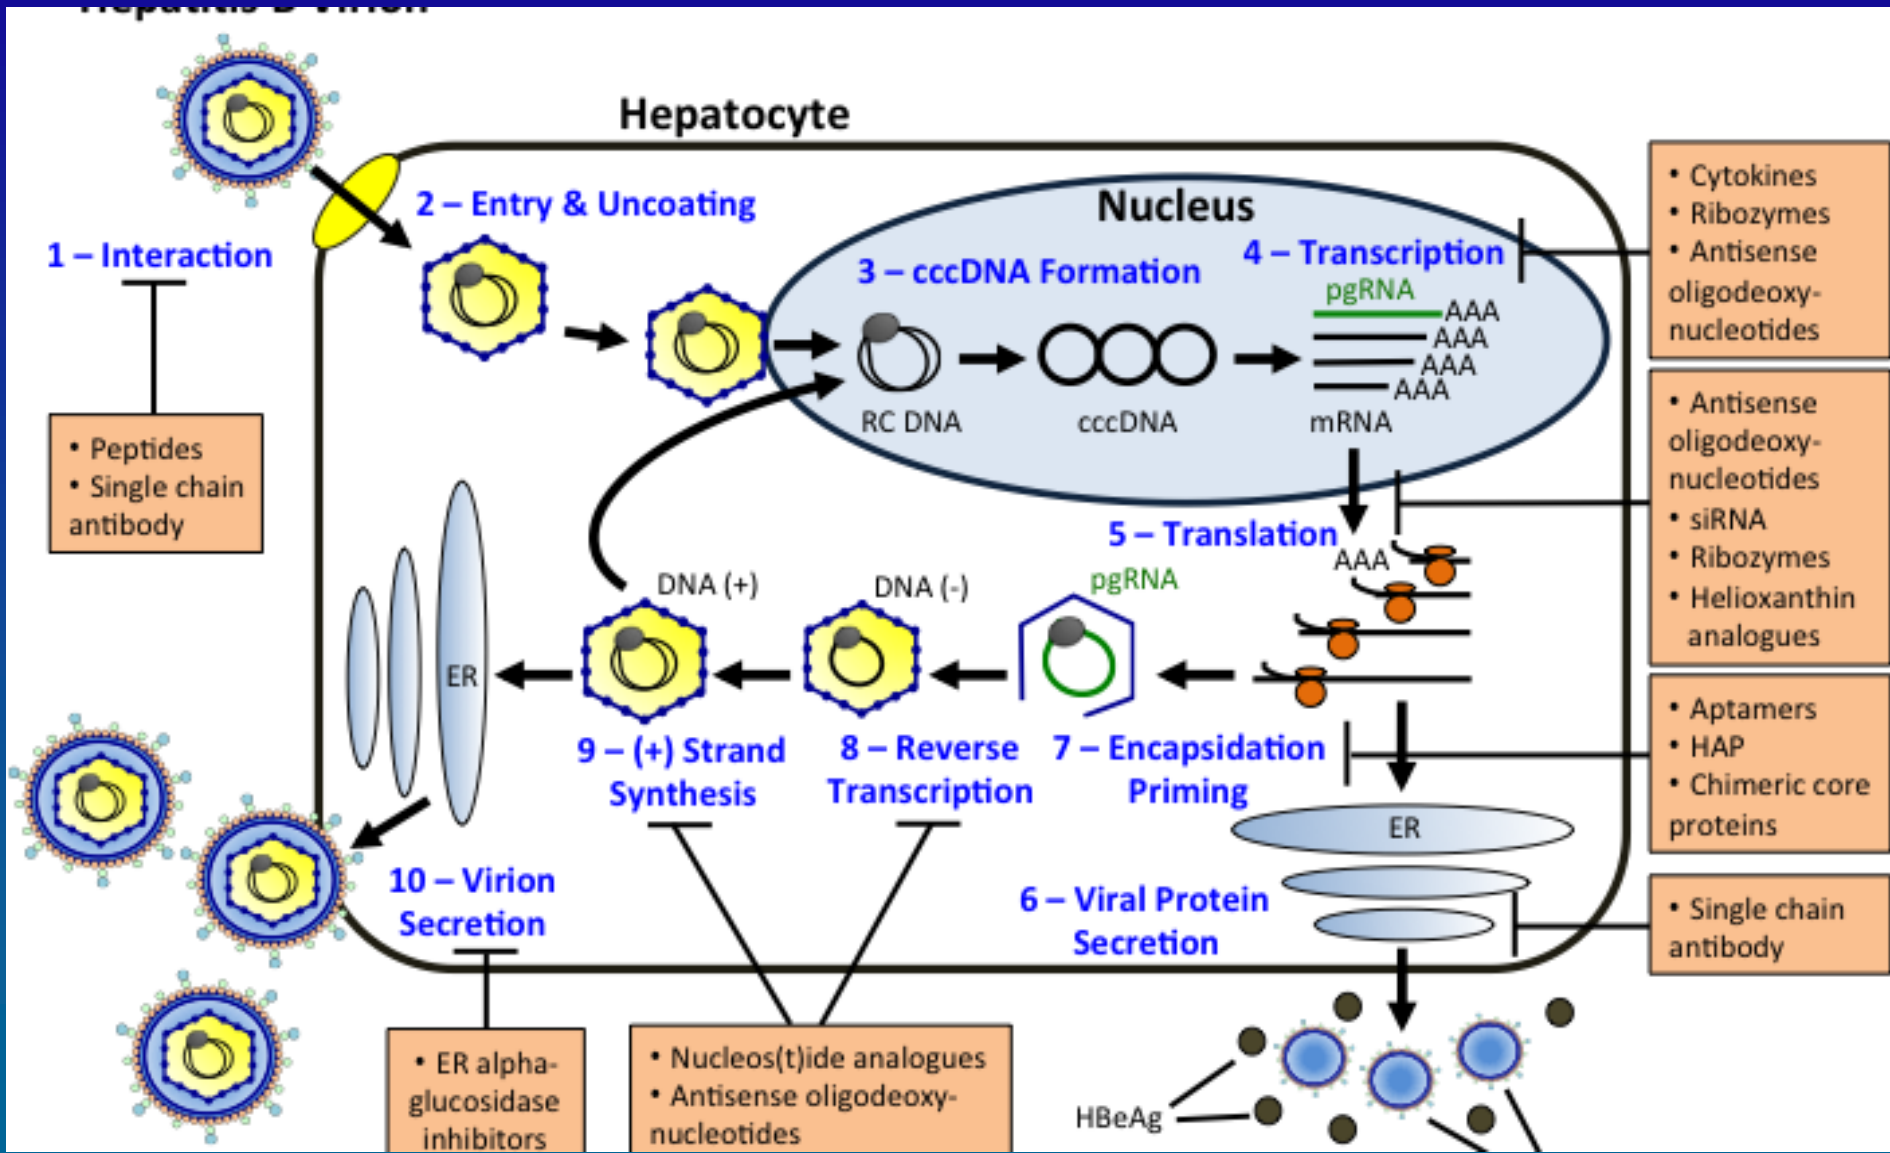 Hepatitis B Virion
Hepatocyte
Nucleus
1 – Interaction
2 – Entry & Uncoating
3 – cccDNA Formation
4 – Transcription
pgRNA
AAA
AAA
AAA
AAA
RC DNA
cccDNA
mRNA
• Peptides
• Single chain
antibody
• Cytokines
• Ribozymes
• Antisense
oligodeoxy-
nucleotides
• Antisense
oligodeoxy-
nucleotides
• siRNA
• Ribozymes
• Helioxanthin
analogues
5 – Translation
AAA
pgRNA
DNA (-)
DNA (+)
ER
9 – (+) Strand
Synthesis
8 – Reverse
Transcription
7 – Encapsidation
Priming
• Aptamers
• HAP
• Chimeric core
proteins
ER
6 – Viral Protein
Secretion
• Single chain
antibody
10 – Virion
Secretion
• ER alpha-
glucosidase
inhibitors
• Nucleos(t)ide analogues
• Antisense oligodeoxy-
nucleotides
HBeAg